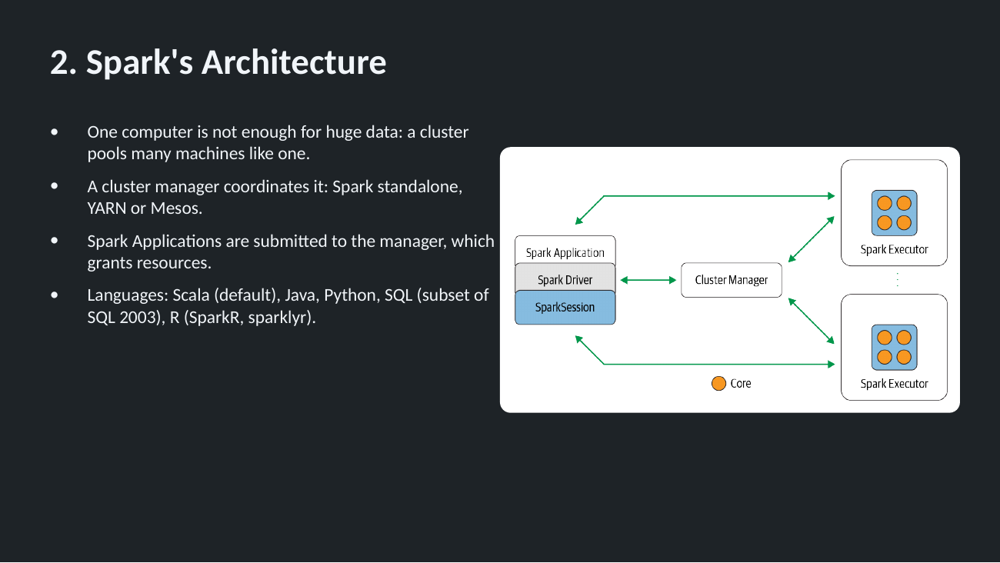 2. Spark's Architecture
• One computer is not enough for huge data: a cluster
pools many machines like one.
• A cluster manager coordinates it: Spark standalone,
YARN or Mesos.
• Spark Applications are submitted to the manager, which
grants resources.
• Languages: Scala (default), Java, Python, SQL (subset of
SQL 2003), R (SparkR, sparklyr).
Spark Application
Spark Driver
SparkSession
Cluster Manager
Spark Executor
Spark Executor
Core